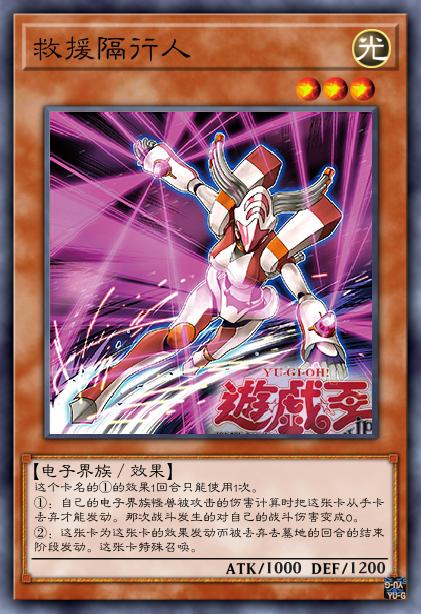 救援隔行人
光
YU-GI-OH!
遊戯王
.jp
【电子界族／效果】
这个卡名的①的效果1回合只能使用1次。
①：自己的电子界族怪兽被攻击的伤害计算时把这张卡从手卡
丢弃才能发动。那次战斗发生的对自己的战斗伤害变成0。
②：这张卡为这张卡的效果发动而被丢弃去墓地的回合的结束
阶段发动。这张卡特殊召唤。
ATK/1000 DEF/1200